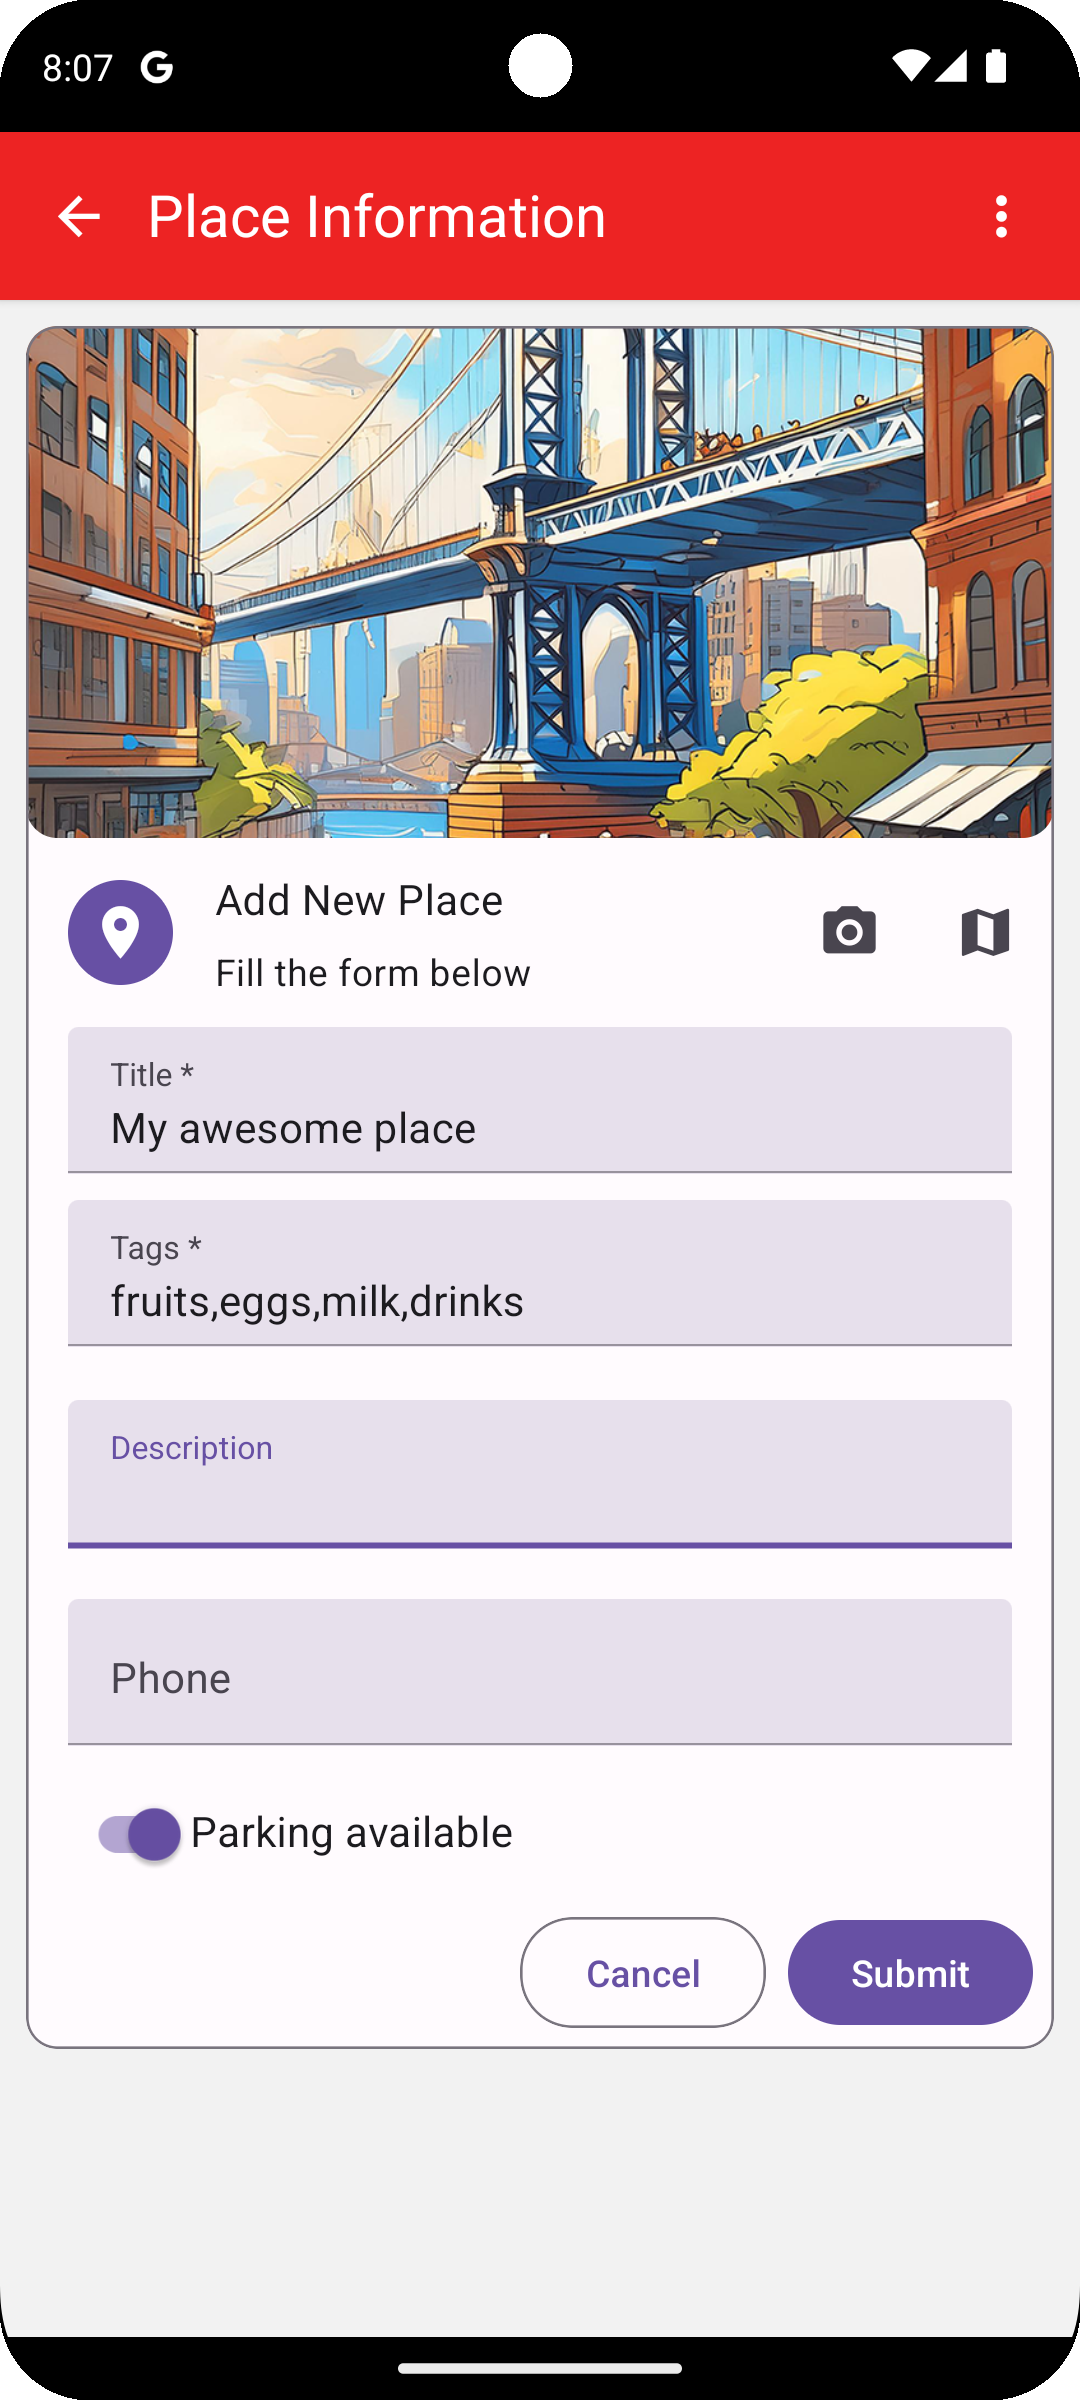 8:07
Place Information
Add New Place
Fill the form below
Title *
My awesome place
Tags *
fruits,eggs,milk,drinks
Description
Phone
Parking available
Cancel
Submit